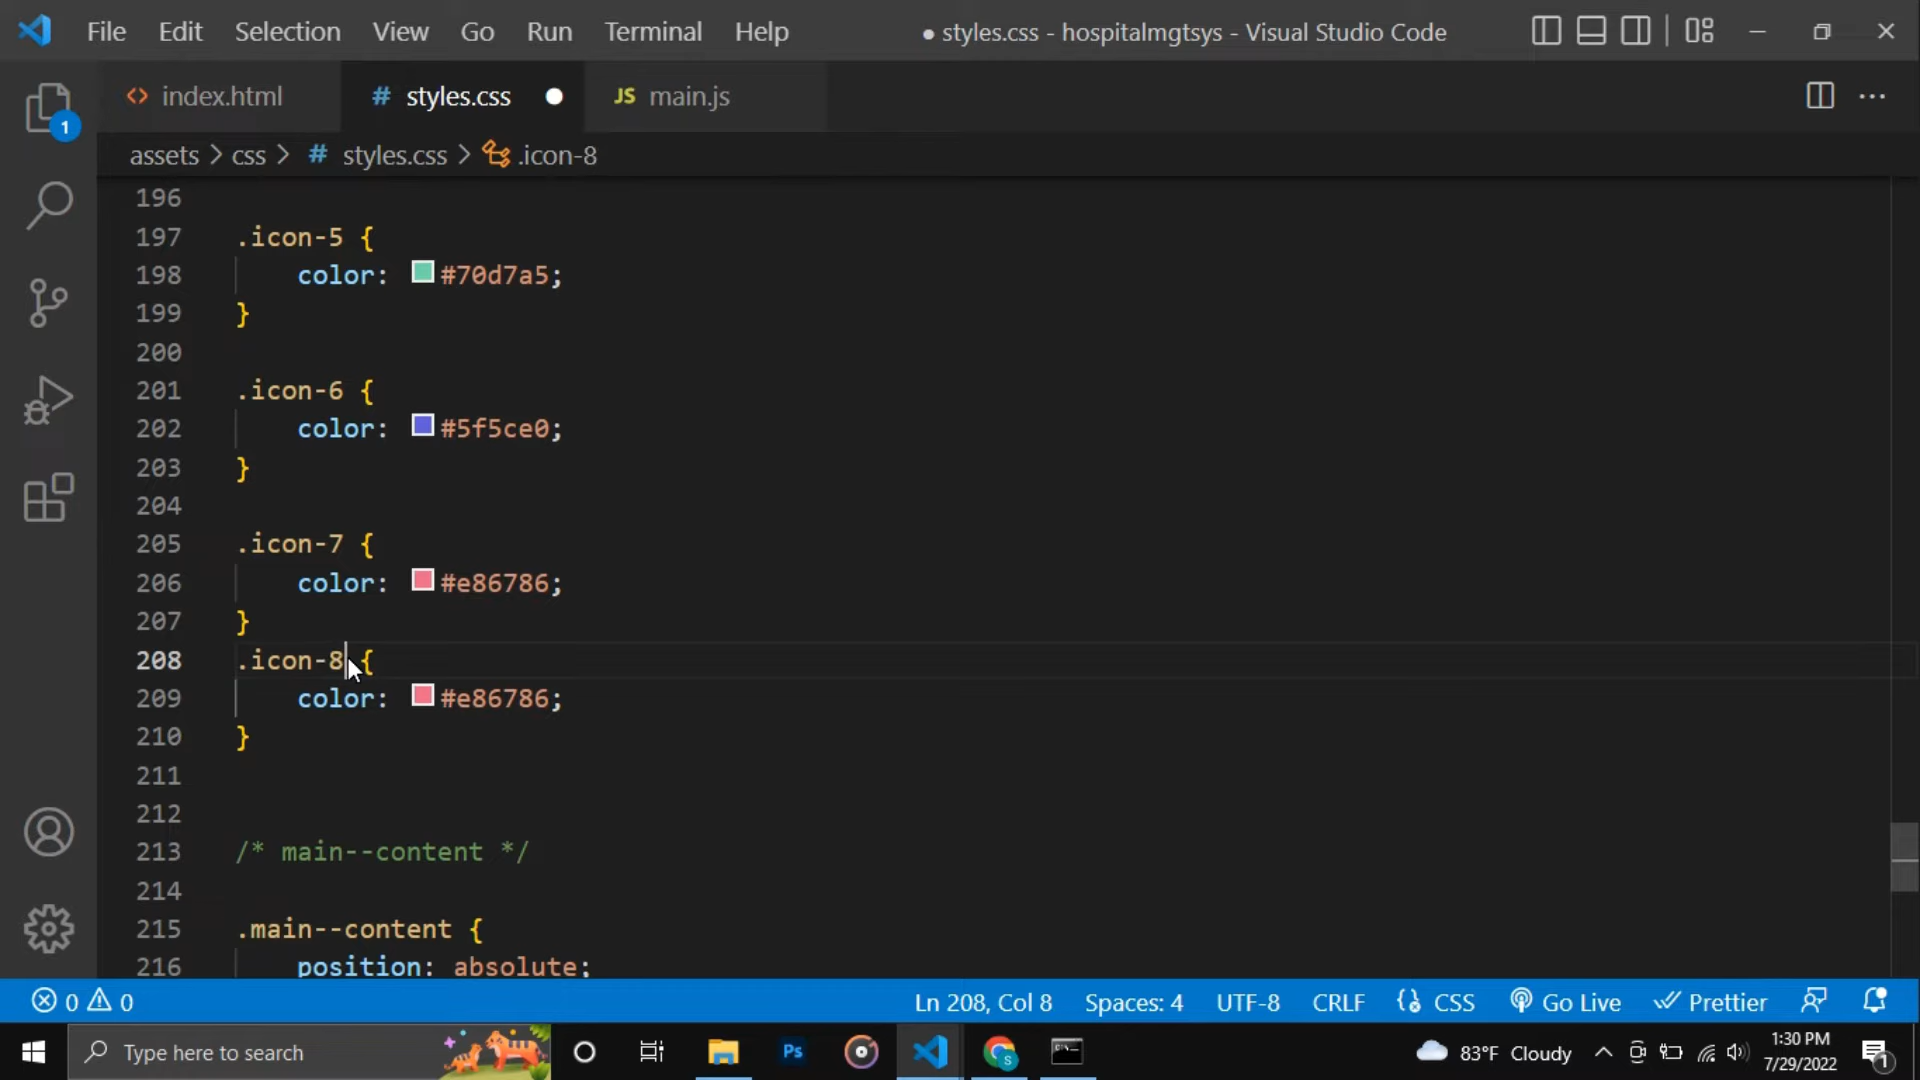 File Edit Selection View Go Run Terminal Help ● styles.css - hospitalmgtsys - Visual Studio Code
<> index.html # styles.css ● JS main.js
assets > css > # styles.css > .icon-8
1
196
197 .icon-5 {
198 color: #70d7a5;
199 }
200
201 .icon-6 {
202 color: #5f5ce0;
203 }
204
205 .icon-7 {
206 color: #e86786;
207 }
208 .icon-8 {
209 color: #e86786;
210 }
211
212
213 /* main--content */
214
215 .main--content {
216 position: absolute;
0 0 Ln 208, Col 8 Spaces: 4 UTF-8 CRLF CSS Go Live Prettier
Type here to search Ps S 83°F Cloudy 1:30 PM
7/29/2022 1